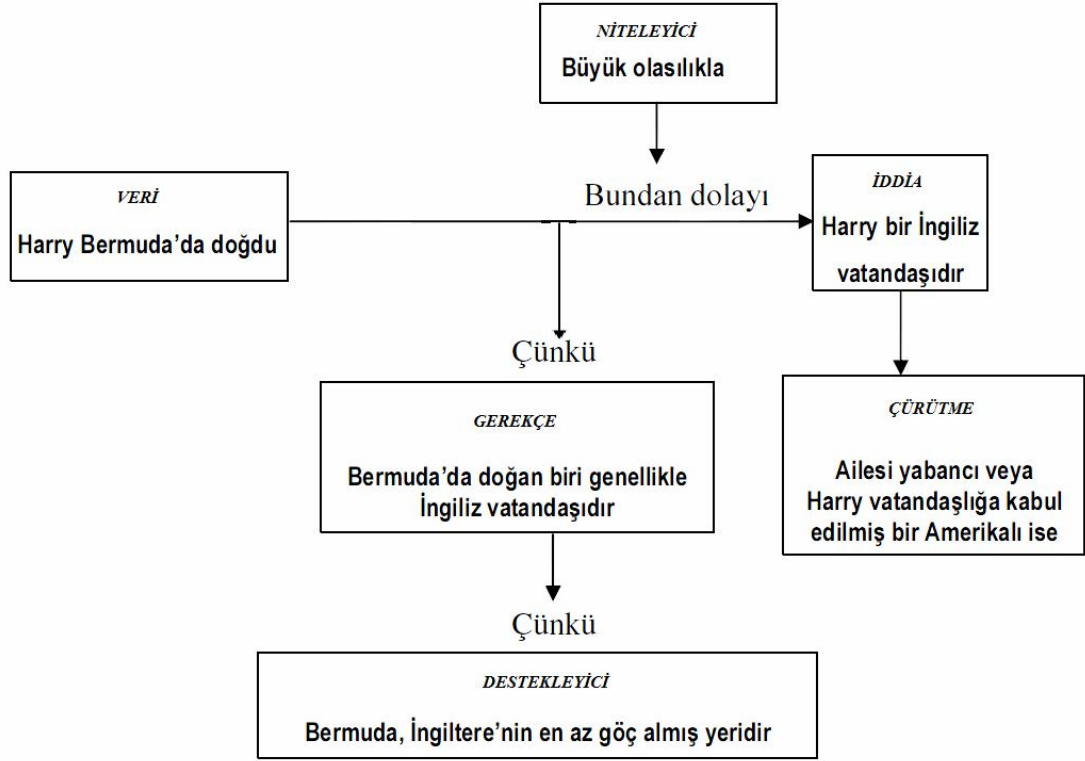 NİTELEYİCİ
Büyük olasılıkla
VERİ
Harry Bermuda’da doğdu
Bundan dolayı
İDDİA
Harry bir İngiliz
vatandaşıdır
Çünkü
GEREKÇE
Bermuda’da doğan biri genellikle
İngiliz vatandaşıdır
ÇÜRÜTME
Ailesi yabancı veya
Harry vatandaşlığa kabul
edilmiş bir Amerikalı ise
Çünkü
DESTEKLEYİCİ
Bermuda, İngiltere’nin en az göç almış yeridir